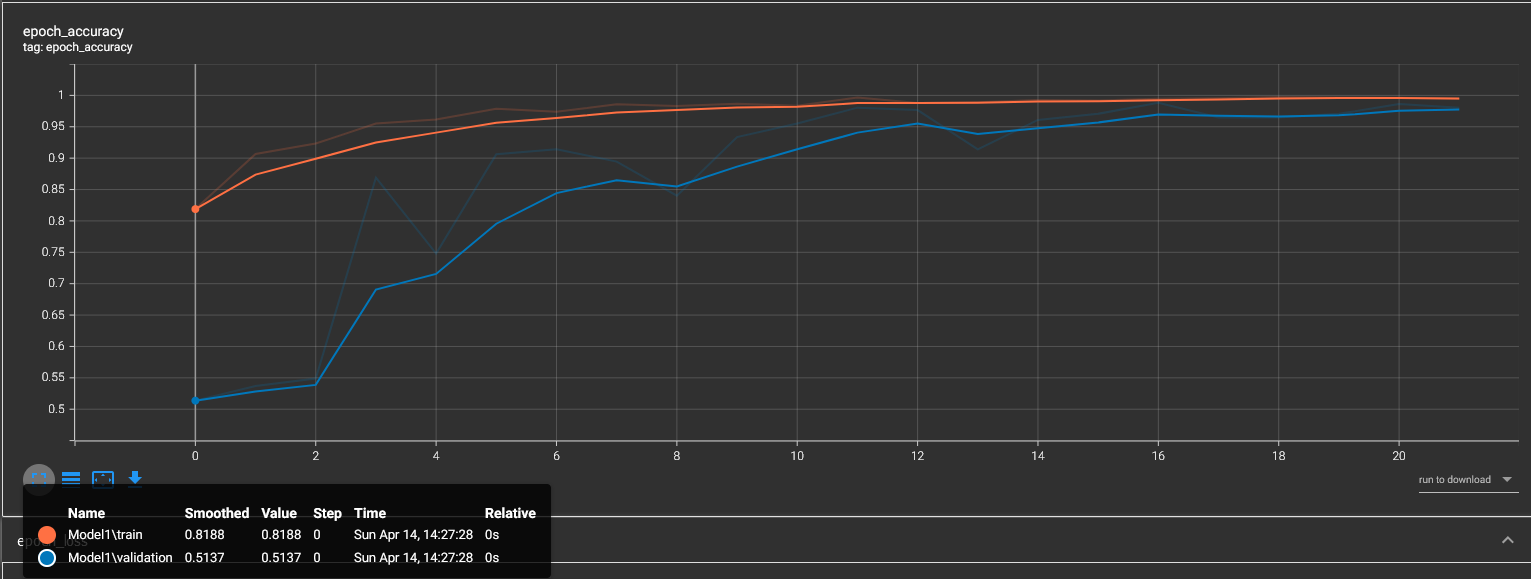 epoch_accuracy
tag: epoch_accuracy
1
0.95
0.9
0.85
0.8
0.75
0.7
0.65
0.6
0.55
0.5
0 2 4 6 8 10 12 14 16 18 20
run to download
Name Smoothed Value Step Time Relative
Model1\train 0.8188 0.8188 0 Sun Apr 14, 14:27:28 0s
Model1\validation 0.5137 0.5137 0 Sun Apr 14, 14:27:28 0s
epoch_loss